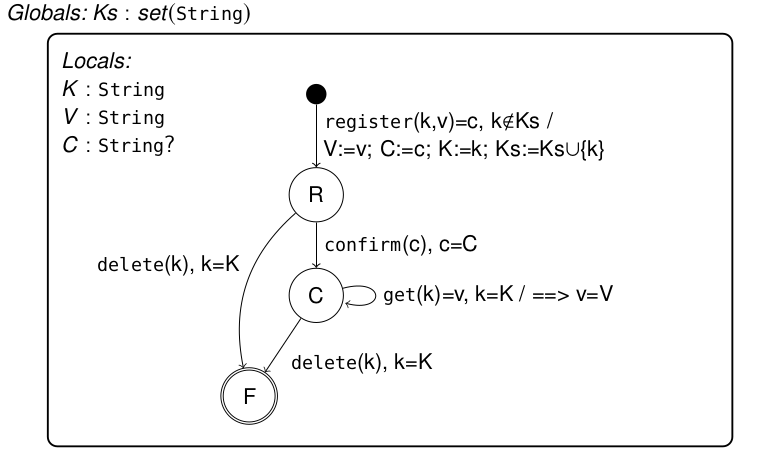 Globals: Ks : set(String)
Locals:
K : String
V : String
C : String?
register(k,v)=c, k∉Ks /
V:=v; C:=c; K:=k; Ks:=Ks∪{k}
R
confirm(c), c=C
delete(k), k=K
C
get(k)=v, k=K / ==> v=V
delete(k), k=K
F